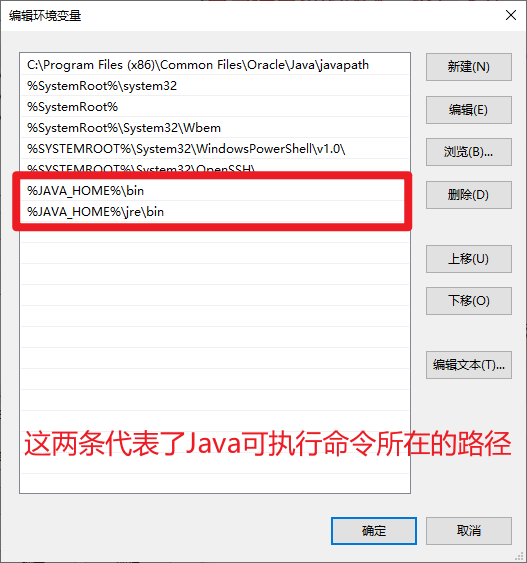 编辑环境变量
C:\Program Files (x86)\Common Files\Oracle\Java\javapath
%SystemRoot%\system32
%SystemRoot%
%SystemRoot%\System32\Wbem
%SYSTEMROOT%\System32\WindowsPowerShell\v1.0\
%SYSTEMROOT%\System32\OpenSSH\
%JAVA_HOME%\bin
%JAVA_HOME%\jre\bin
新建(N)
编辑(E)
浏览(B)...
删除(D)
上移(U)
下移(O)
编辑文本(T)...
这两条代表了Java可执行命令所在的路径
确定
取消